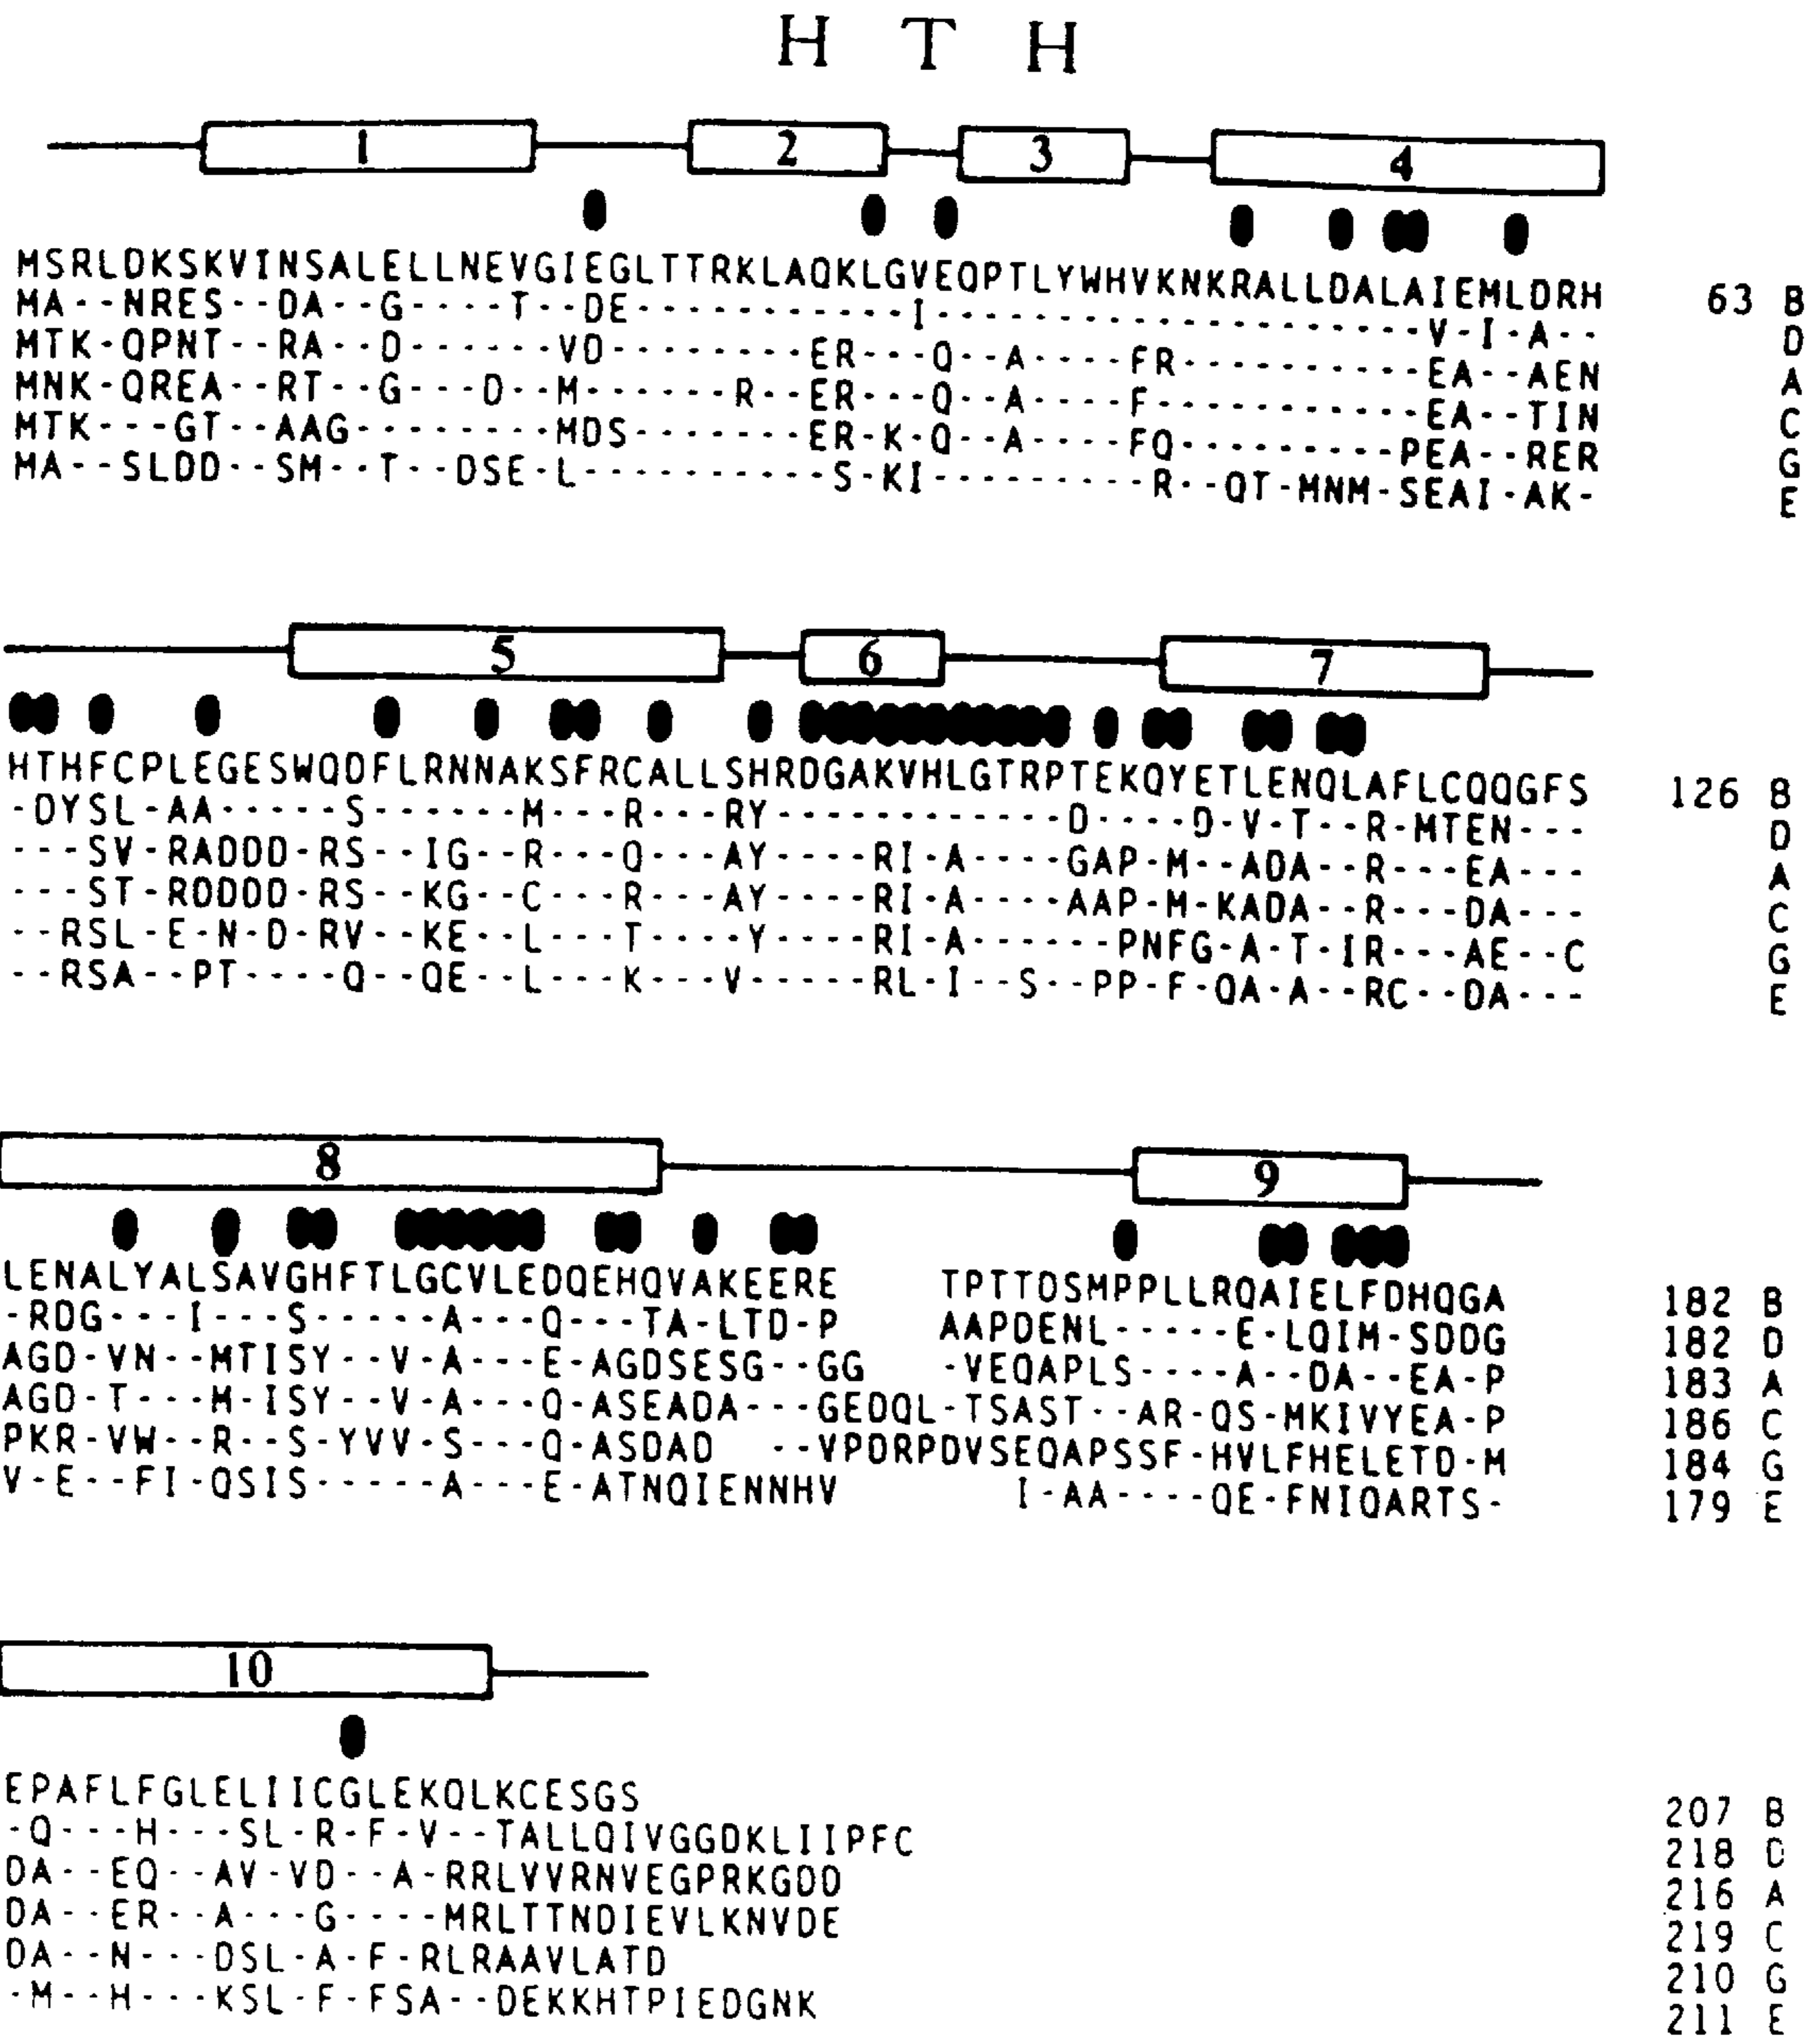 H T H
1 2 3 4
MSRLDKSKVINSALELLNEVGIEGLTTRKLAQKLGVEQPTLYWHVKNKRALLDALAIEMLDRH 63 B
MA--NRES--DA--G----T--DE-----------I--------------------V-I-A-- D
MTK-QPNT--RA--D------VD--------ER---Q--A----FR----------EA--AEN A
MNK-QREA--RT--G---D--M------R--ER---Q--A----F-----------EA--TIN C
MTK---GT--AAG--------MDS-------ER-K-Q--A----FQ---------PEA--RER G
MA--SLDD--SM--T--DSE-L----------S-KI---------R--QT-MNM-SEAI-AK- E
5 6 7
HTHFCPLEGESWQDFLRNNAKSFRCALLSHRDGAKVHLGTRPTEKQYETLENQLAFLCQQGFS 126 B
-DYSL-AA-----S------M---R---RY------------D----D-V-T--R-MTEN--- D
---SV-RADDD-RS--IG--R---Q---AY----RI-A----GAP-M--ADA--R---EA--- A
---ST-RDDDD-RS--KG--C---R---AY----RI-A----AAP-M-KADA--R---DA--- C
--RSL-E-N-D-RV--KE--L---T----Y----RI-A------PNFG-A-T-IR---AE--C G
--RSA--PT----Q--QE--L---K---V-----RL-I--S--PP-F-QA-A--RC--DA--- E
8 9
LENALYALSAVGHFTLGCVLEDQEHQVAKEERE TPTTDSMPPLLRQAIELFDHQGA 182 B
-RDG---I---S-----A---Q---TA-LTD-P AAPDENL-----E-LQIM-SDDG 182 D
AGD-VN--MTISY--V-A---E-AGDSESG--GG -VEQAPLS----A--DA--EA-P 183 A
AGD-T---M-ISY--V-A---Q-ASEADA---GEDQL-TSAST--AR-QS-MKIVYEA-P 186 C
PKR-VW--R--S-YVV-S---Q-ASDAD --VPDRPDVSEQAPSSF-HVLFHELETD-M 184 G
V-E--FI-QSIS-----A---E-ATNQIENNHV I-AA----QE-FNIQARTS- 179 E
10
EPAFLFGLELIICGLEKQLKCESGS 207 B
-Q---H---SL-R-F-V--TALLQIVGGDKLIIPFC 218 D
DA--EQ--AV-VD--A-RRLVVRNVEGPRKGDD 216 A
DA--ER--A---G----MRLTTNDIEVLKNVDE 219 C
DA--N---DSL-A-F-RLRAAVLATD 210 G
-M--H---KSL-F-FSA--DEKKHTPIEDGNK 211 E